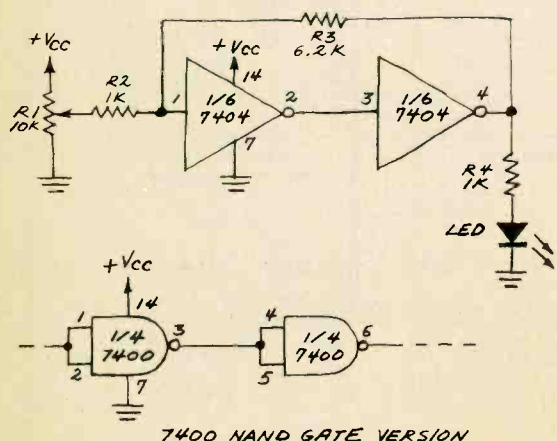 +VCC
R1
10K
R2
1K
R3
6.2K
+VCC
14
1
1/6
7404
2
7
3
1/6
7404
4
R4
1K
LED
+VCC
14
1
2
1/4
7400
3
7
4
5
1/4
7400
6
7400 NAND GATE VERSION